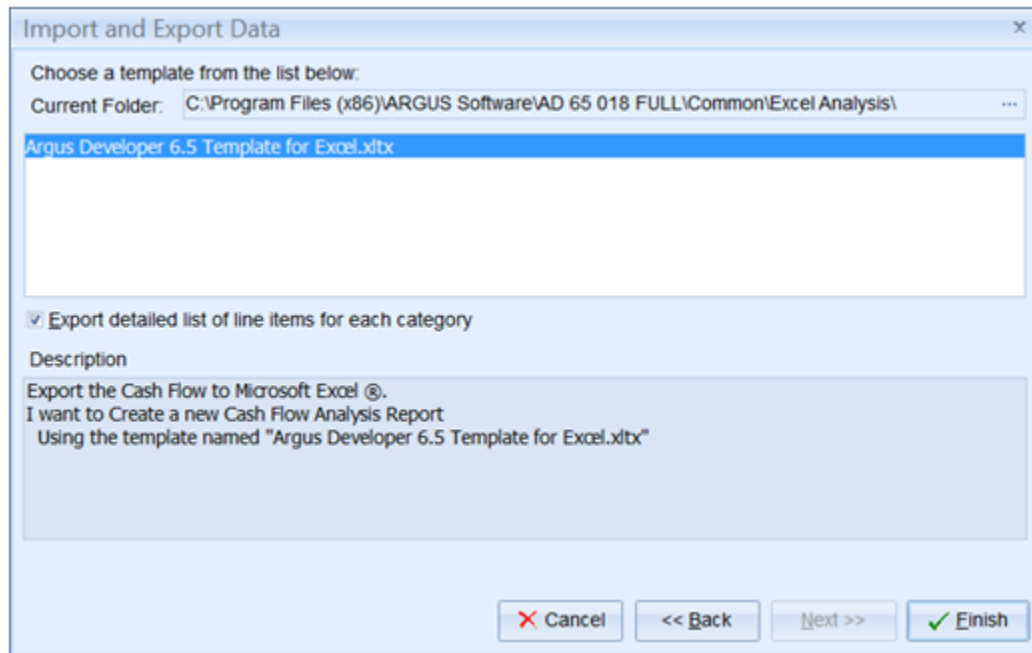 Import and Export Data x
Choose a template from the list below:
Current Folder: C:\Program Files (x86)\ARGUS Software\AD 65 018 FULL\Common\Excel Analysis\ ...
Argus Developer 6.5 Template for Excel.xltx
Export detailed list of line items for each category
Description
Export the Cash Flow to Microsoft Excel ®.
I want to Create a new Cash Flow Analysis Report
Using the template named "Argus Developer 6.5 Template for Excel.xltx"
Cancel << Back Next >> Finish